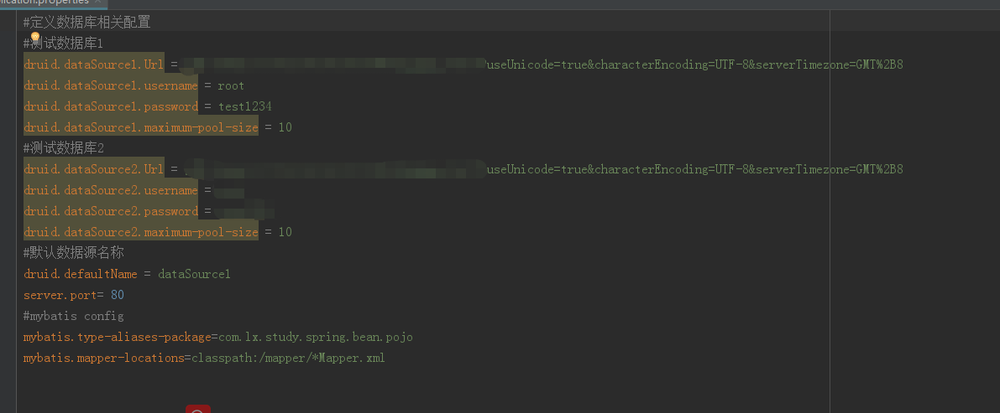 lication.properties
#定义数据库相关配置
#测试数据库1
druid.dataSource1.Url = useUnicode=true&characterEncoding=UTF-8&serverTimezone=GMT%2B8
druid.dataSource1.username = root
druid.dataSource1.password = test1234
druid.dataSource1.maximum-pool-size = 10
#测试数据库2
druid.dataSource2.Url = useUnicode=true&characterEncoding=UTF-8&serverTimezone=GMT%2B8
druid.dataSource2.username =
druid.dataSource2.password =
druid.dataSource2.maximum-pool-size = 10
#默认数据源名称
druid.defaultName = dataSource1
server.port= 80
#mybatis config
mybatis.type-aliases-package=com.lx.study.spring.bean.pojo
mybatis.mapper-locations=classpath:/mapper/*Mapper.xml